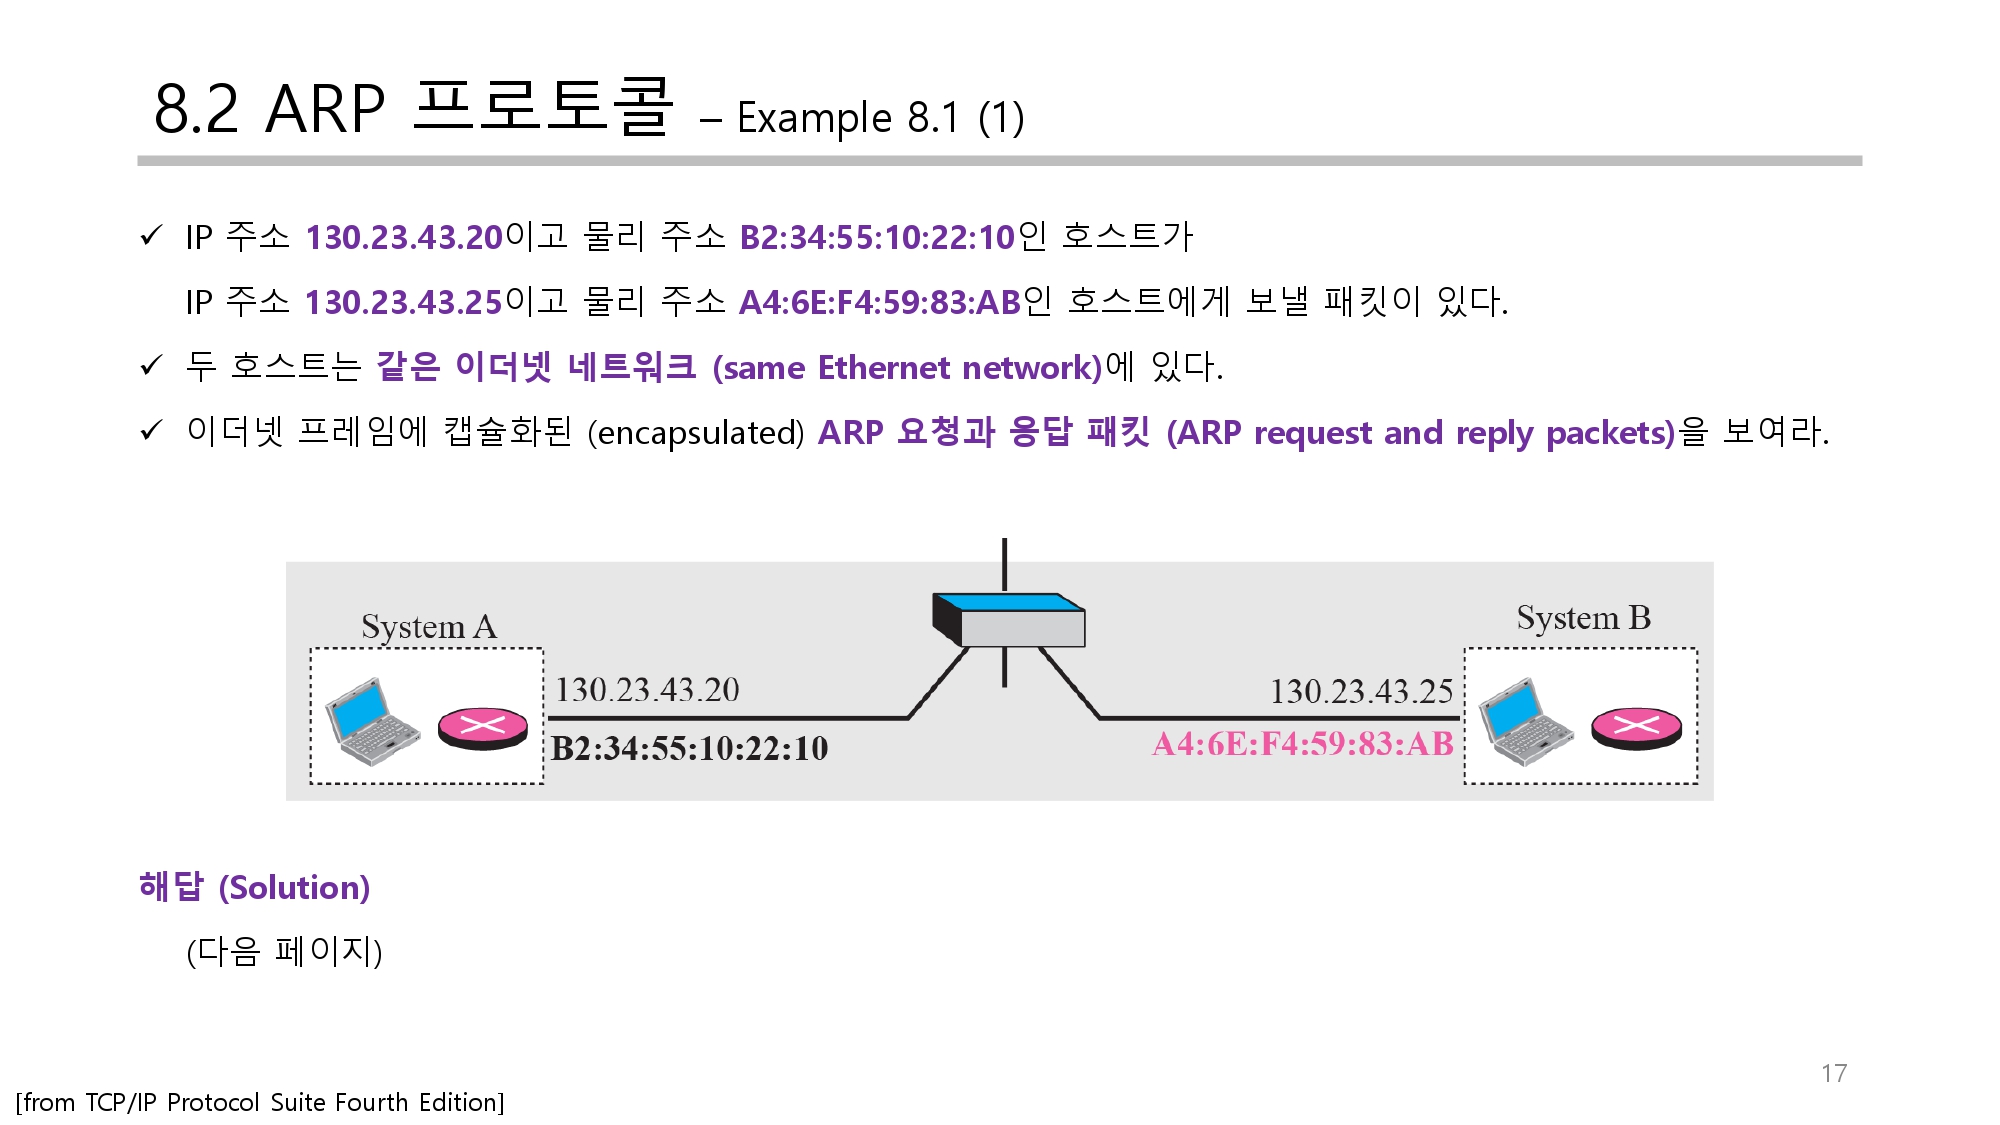 8.2 ARP 프로토콜 – Example 8.1 (1)
✓ IP 주소 130.23.43.20이고 물리 주소 B2:34:55:10:22:10인 호스트가
IP 주소 130.23.43.25이고 물리 주소 A4:6E:F4:59:83:AB인 호스트에게 보낼 패킷이 있다.
✓ 두 호스트는 같은 이더넷 네트워크 (same Ethernet network)에 있다.
✓ 이더넷 프레임에 캡슐화된 (encapsulated) ARP 요청과 응답 패킷 (ARP request and reply packets)을 보여라.
System A
System B
130.23.43.20
130.23.43.25
B2:34:55:10:22:10
A4:6E:F4:59:83:AB
해답 (Solution)
(다음 페이지)
17
[from TCP/IP Protocol Suite Fourth Edition]